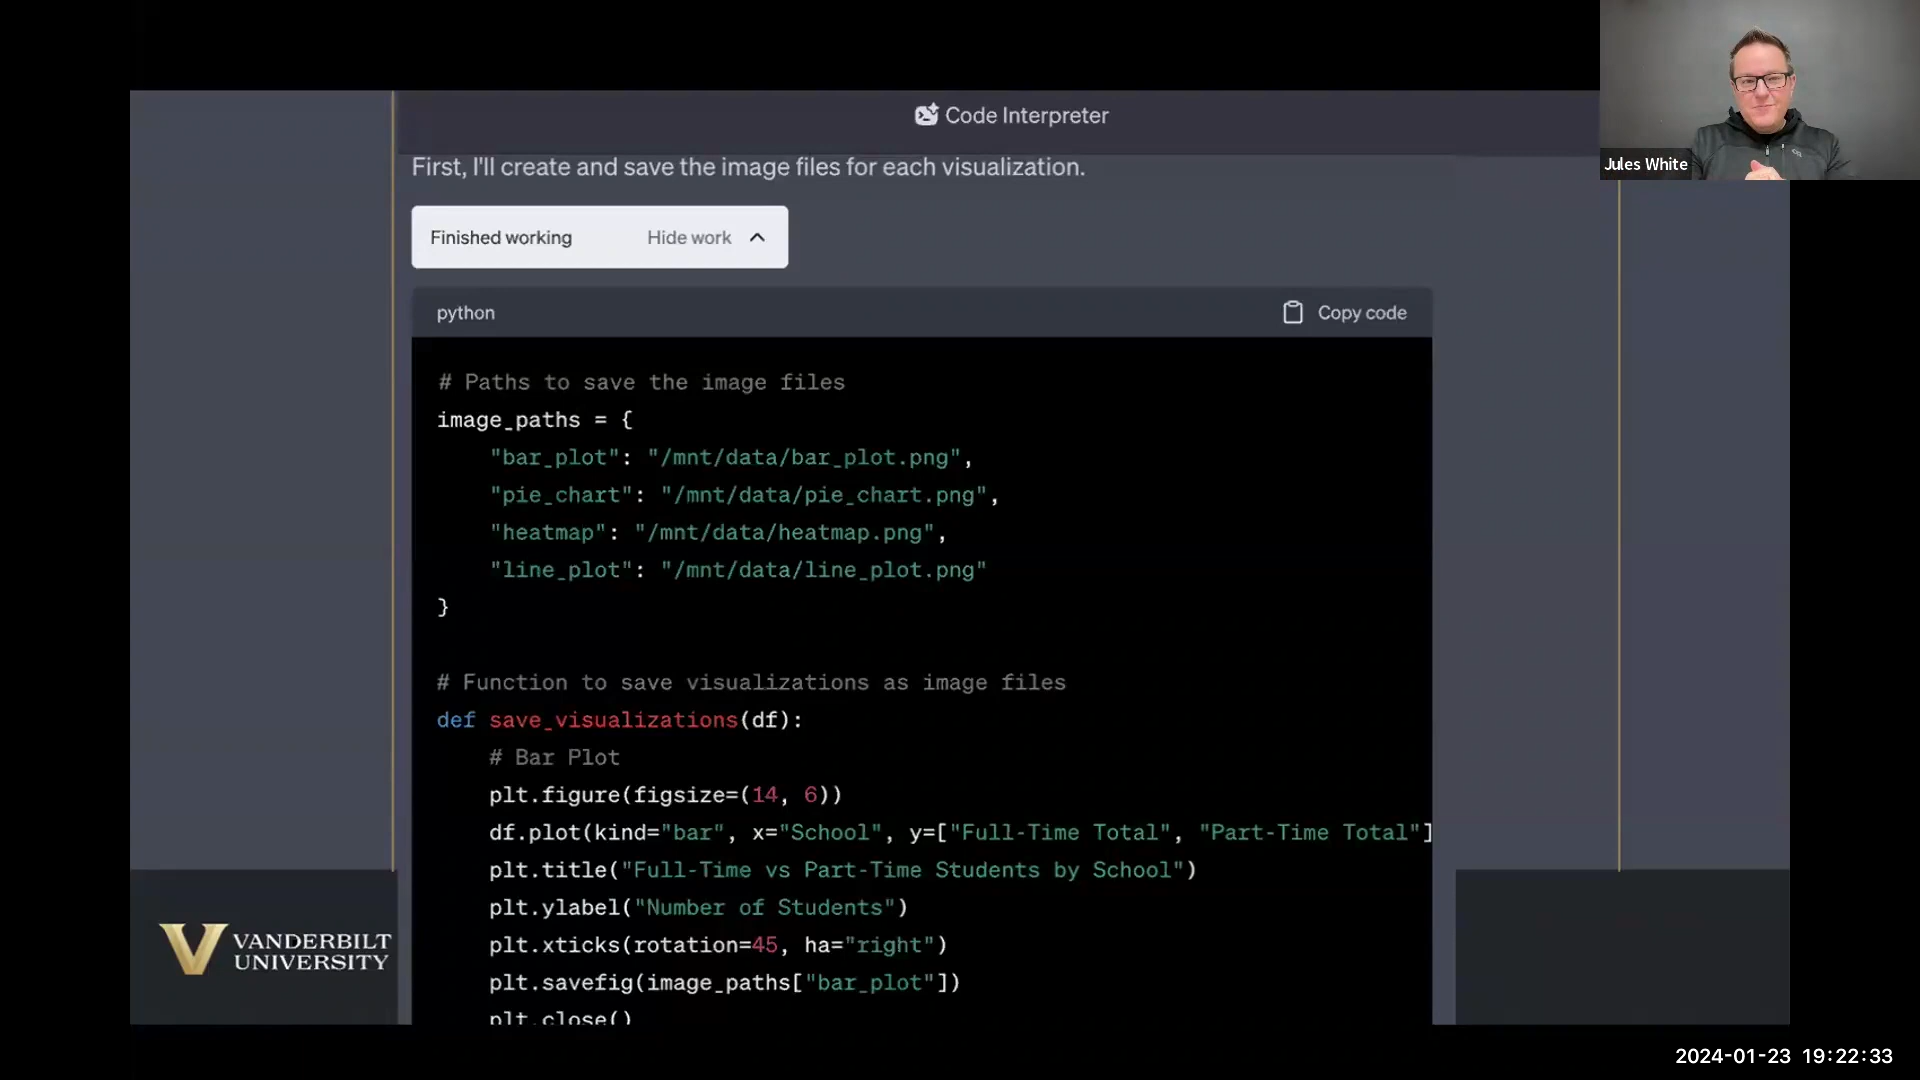 Code Interpreter
Jules White
First, I'll create and save the image files for each visualization.
Finished working Hide work
python Copy code
# Paths to save the image files
image_paths = {
    "bar_plot": "/mnt/data/bar_plot.png",
    "pie_chart": "/mnt/data/pie_chart.png",
    "heatmap": "/mnt/data/heatmap.png",
    "line_plot": "/mnt/data/line_plot.png"
}
# Function to save visualizations as image files
def save_visualizations(df):
    # Bar Plot
    plt.figure(figsize=(14, 6))
    df.plot(kind="bar", x="School", y=["Full-Time Total", "Part-Time Total"]
    plt.title("Full-Time vs Part-Time Students by School")
    plt.ylabel("Number of Students")
    plt.xticks(rotation=45, ha="right")
    plt.savefig(image_paths["bar_plot"])
    plt.close()
VANDERBILT
UNIVERSITY
2024-01-23 19:22:33